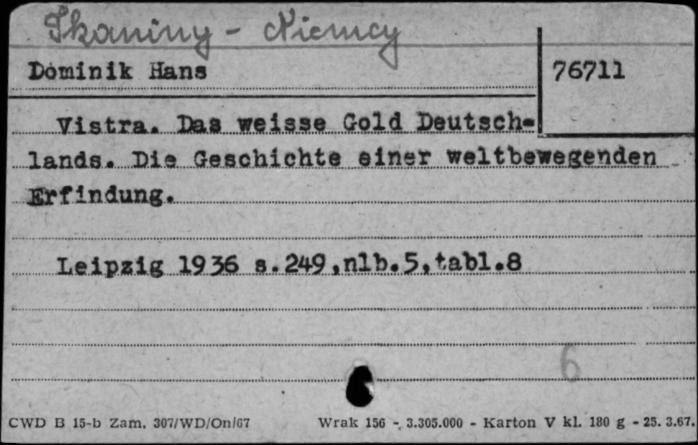 Tkaniny - Niemcy
Dominik Hans
76711
Vistra. Das weisse Gold Deutsch-
lands. Die Geschichte einer weltbewegenden
Erfindung.
Leipzig 1936 s.249,nlb.5,tabl.8
6
CWD B 15-b Zam. 307/WD/On/67 Wrak 156 - 3.305.000 - Karton V kl. 180 g - 25. 3.67.